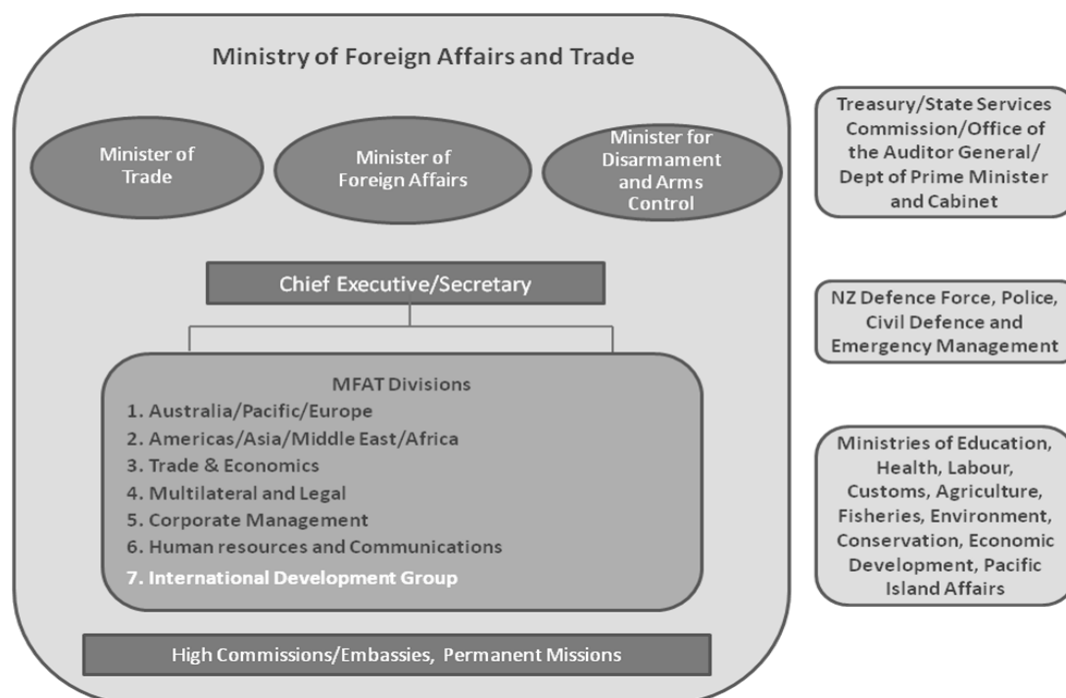 Ministry of Foreign Affairs and Trade
Minister of
Trade
Minister of
Foreign Affairs
Minister for
Disarmament
and Arms
Control
Chief Executive/Secretary
MFAT Divisions
1. Australia/Pacific/Europe
2. Americas/Asia/Middle East/Africa
3. Trade & Economics
4. Multilateral and Legal
5. Corporate Management
6. Human resources and Communications
7. International Development Group
High Commissions/Embassies, Permanent Missions
Treasury/State Services
Commission/Office of
the Auditor General/
Dept of Prime Minister
and Cabinet
NZ Defence Force, Police,
Civil Defence and
Emergency Management
Ministries of Education,
Health, Labour,
Customs, Agriculture,
Fisheries, Environment,
Conservation, Economic
Development, Pacific
Island Affairs